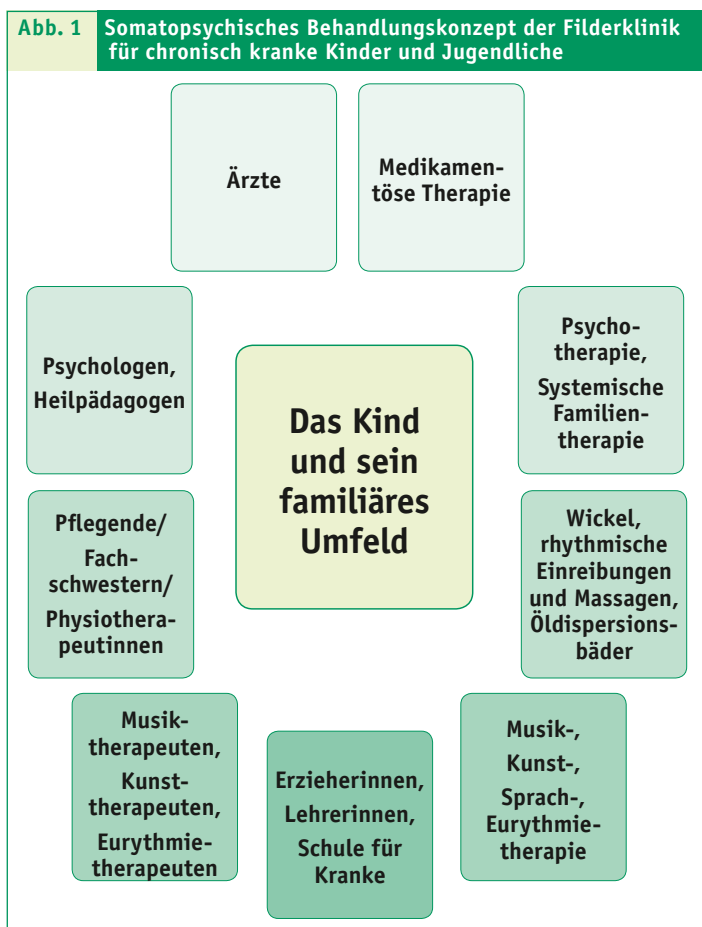 Abb. 1 Somatopsychisches Behandlungskonzept der Filderklinik
für chronisch kranke Kinder und Jugendliche
Ärzte
Medikamen-
töse Therapie
Psychologen,
Heilpädagogen
Das Kind
und sein
familiäres
Umfeld
Psycho-
therapie,
Systemische
Familien-
therapie
Pflegende/
Fach-
schwestern/
Physiothera-
peutinnen
Wickel,
rhythmische
Einreibungen
und Massagen,
Öldispersions-
bäder
Musik-
therapeuten,
Kunst-
therapeuten,
Eurythmie-
therapeuten
Erzieherinnen,
Lehrerinnen,
Schule für
Kranke
Musik-,
Kunst-,
Sprach-,
Eurythmie-
therapie